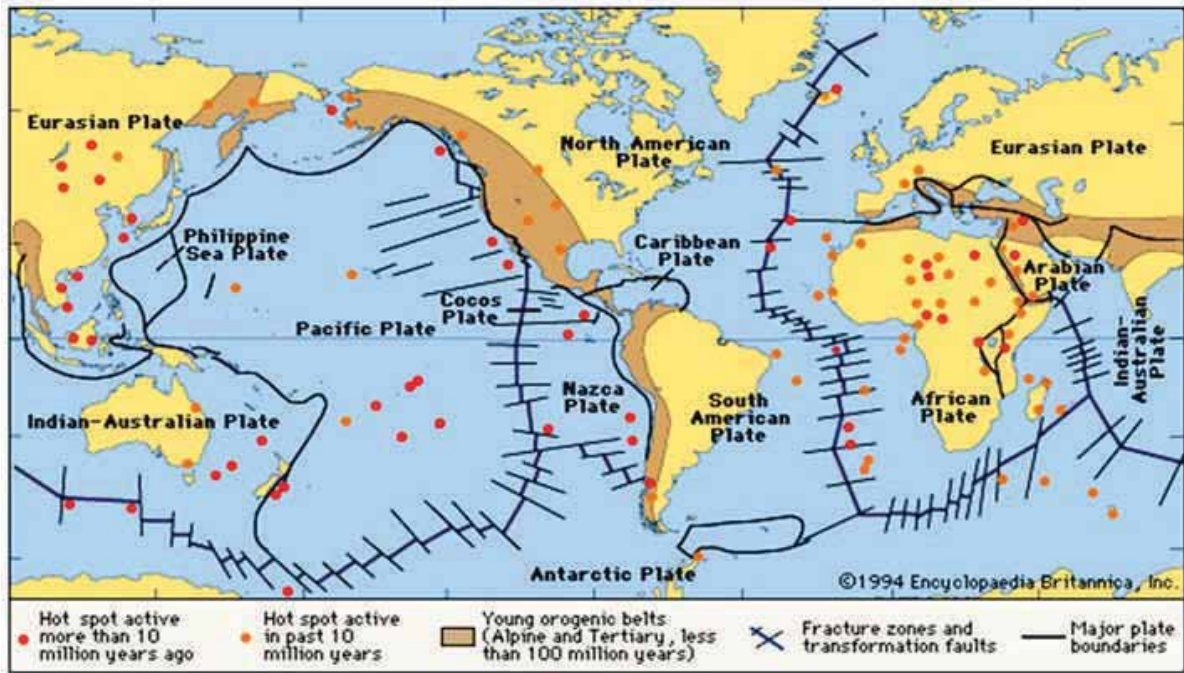 Eurasian Plate
North American
Plate
Eurasian Plate
Philippine
Sea Plate
Caribbean
Plate
Arabian
Plate
Cocos
Plate
Pacific Plate
Indian-
Australian
Plate
Nazca
Plate
Indian-Australian Plate
South
American
Plate
African
Plate
Antarctic Plate
©1994 Encyclopaedia Britannica, Inc.
Hot spot active
more than 10
million years ago
Hot spot active
in past 10
million years
Young orogenic belts
(Alpine and Tertiary, less
than 100 million years)
Fracture zones and
transformation faults
Major plate
boundaries